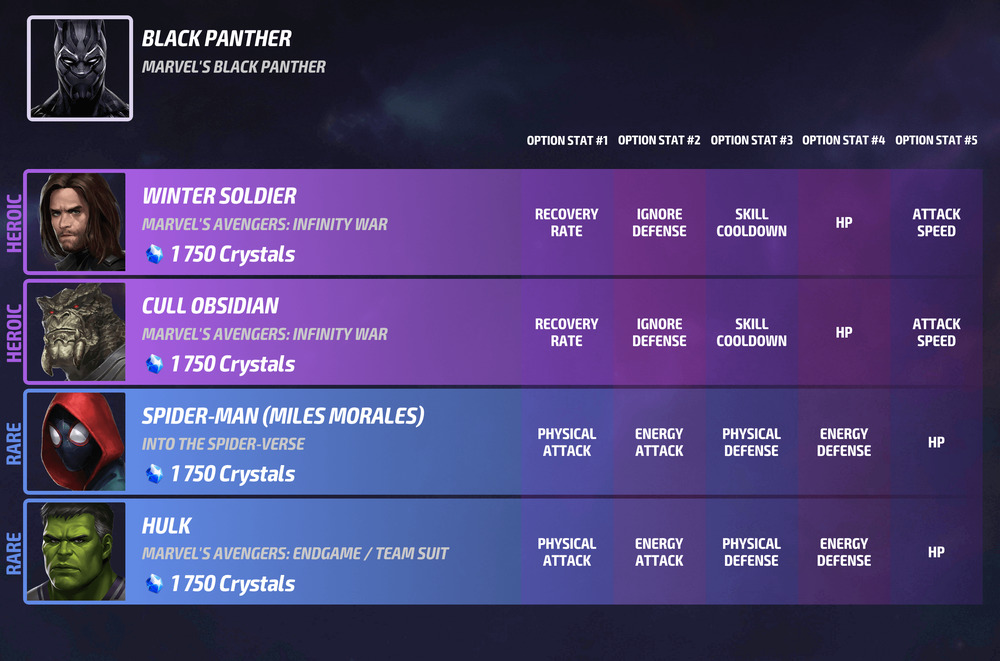 BLACK PANTHER
MARVEL'S BLACK PANTHER
OPTION STAT #1 OPTION STAT #2 OPTION STAT #3 OPTION STAT #4 OPTION STAT #5
HEROIC
WINTER SOLDIER
MARVEL'S AVENGERS: INFINITY WAR
1 750 Crystals
RECOVERY RATE
IGNORE DEFENSE
SKILL COOLDOWN
HP
ATTACK SPEED
HEROIC
CULL OBSIDIAN
MARVEL'S AVENGERS: INFINITY WAR
1 750 Crystals
RECOVERY RATE
IGNORE DEFENSE
SKILL COOLDOWN
HP
ATTACK SPEED
RARE
SPIDER-MAN (MILES MORALES)
INTO THE SPIDER-VERSE
1 750 Crystals
PHYSICAL ATTACK
ENERGY ATTACK
PHYSICAL DEFENSE
ENERGY DEFENSE
HP
RARE
HULK
MARVEL'S AVENGERS: ENDGAME / TEAM SUIT
1 750 Crystals
PHYSICAL ATTACK
ENERGY ATTACK
PHYSICAL DEFENSE
ENERGY DEFENSE
HP